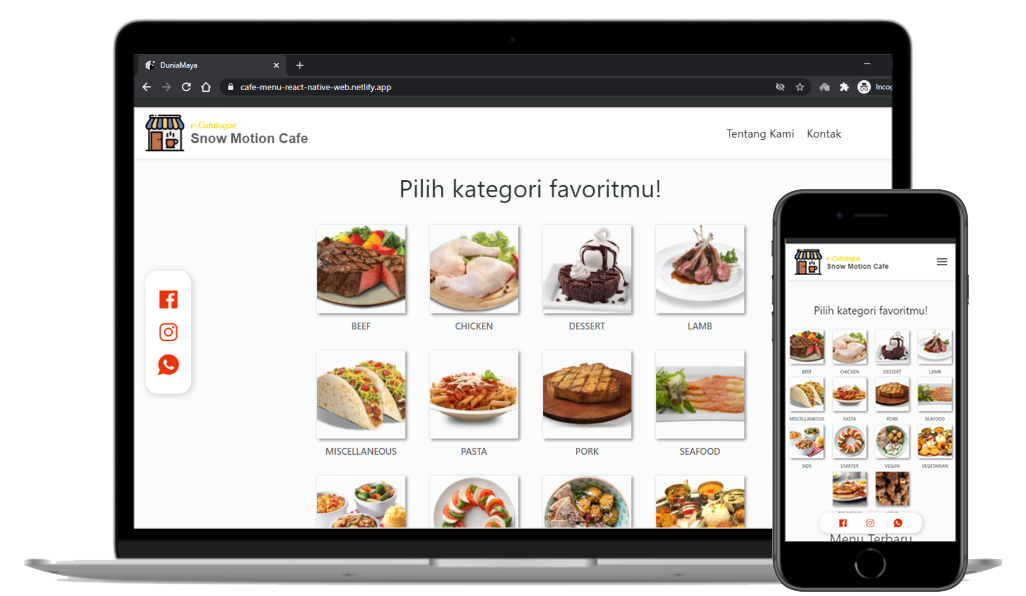 DuniaMaya
cafe-menu-react-native-web.netlify.app
Incog
e-Catalogue
Snow Motion Cafe
Tentang Kami
Kontak
Pilih kategori favoritmu!
BEEF
CHICKEN
DESSERT
LAMB
MISCELLANEOUS
PASTA
PORK
SEAFOOD
e-Catalogue
Snow Motion Cafe
Pilih kategori favoritmu!
BEEF
CHICKEN
DESSERT
LAMB
MISCELLANEOUS
PASTA
PORK
SEAFOOD
SIDE
STARTER
VEGAN
VEGETARIAN
Menu Terbaru